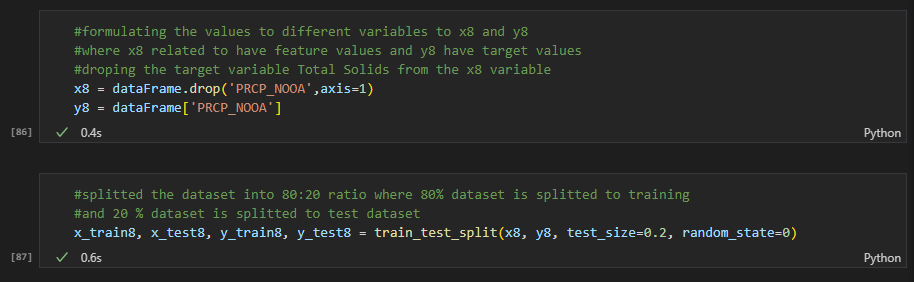 #formulating the values to different variables to x8 and y8
#where x8 related to have feature values and y8 have target values
#droping the target variable Total Solids from the x8 variable
x8 = dataFrame.drop('PRCP_NOOA',axis=1)
y8 = dataFrame['PRCP_NOOA']
[86] ✓ 0.4s Python
#splitted the dataset into 80:20 ratio where 80% dataset is splitted to training
#and 20 % dataset is splitted to test dataset
x_train8, x_test8, y_train8, y_test8 = train_test_split(x8, y8, test_size=0.2, random_state=0)
[87] ✓ 0.6s Python